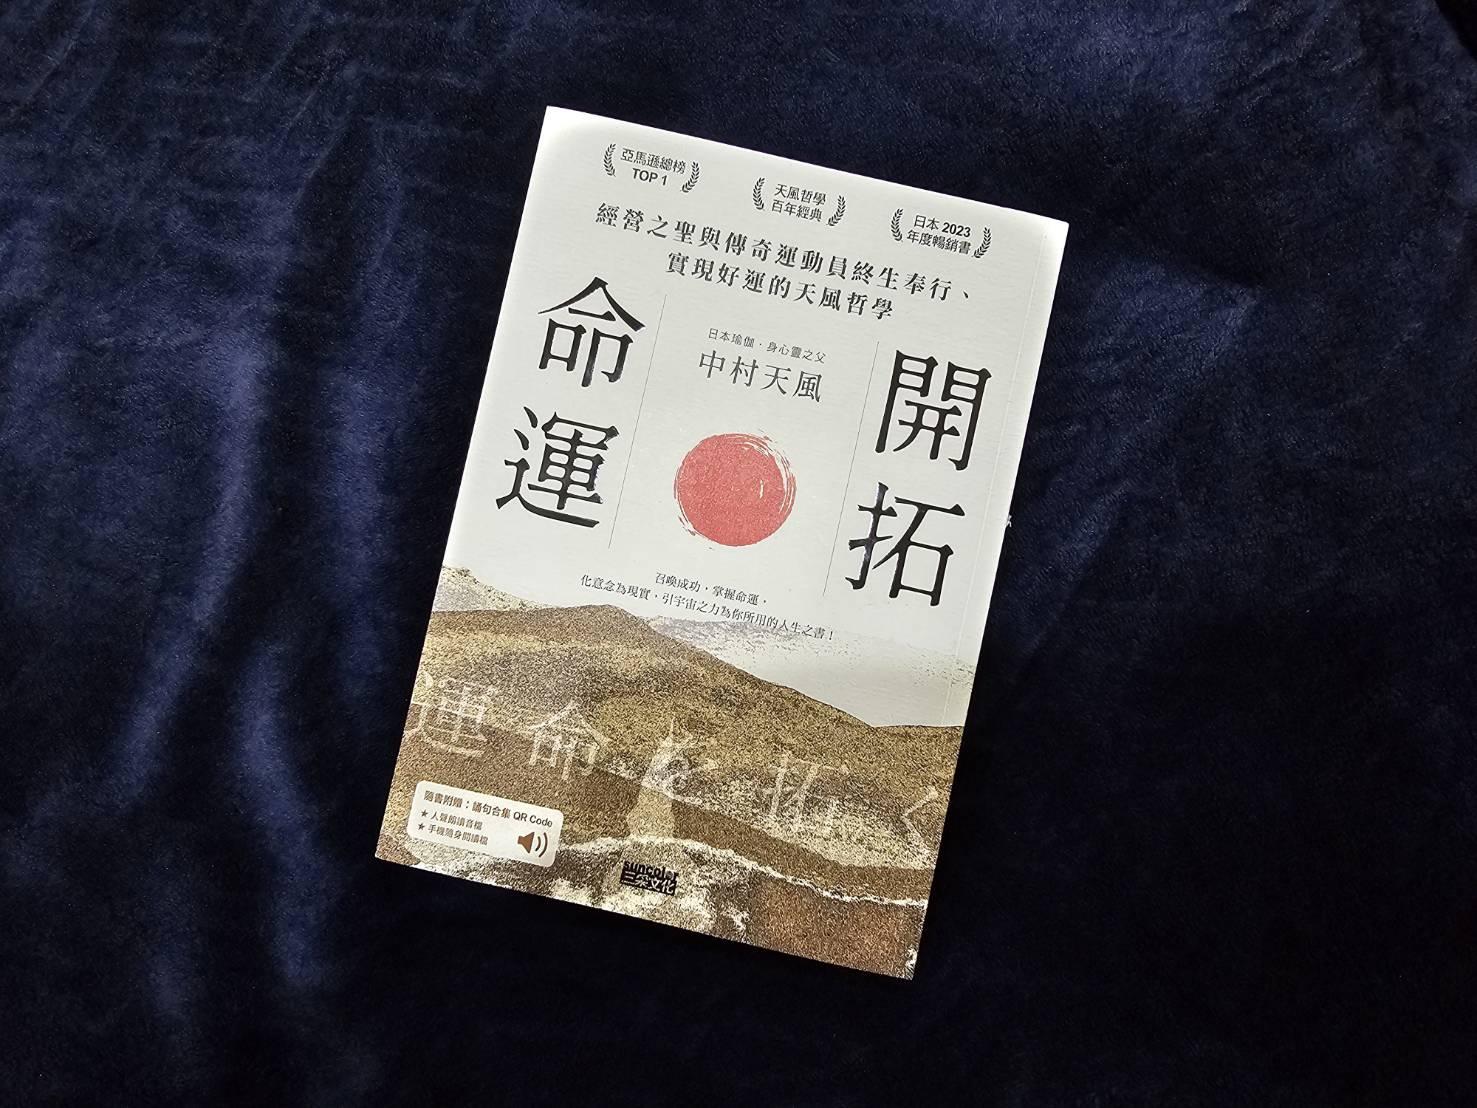 亞馬遜總榜
TOP 1
天風哲學
百年經典
日本 2023
年度暢銷書
經營之聖與傳奇運動員終生奉行、
實現好運的天風哲學
開拓
命運
日本瑜伽．身心靈之父
中村天風
召喚成功，掌握命運，
化意念為現實，引宇宙之力為你所用的人生之書！
運命を拓く
隨書附贈：誦句合集 QR Code
★ 人聲朗讀音檔
★ 手機隨身閱讀檔
suncolor
三采文化